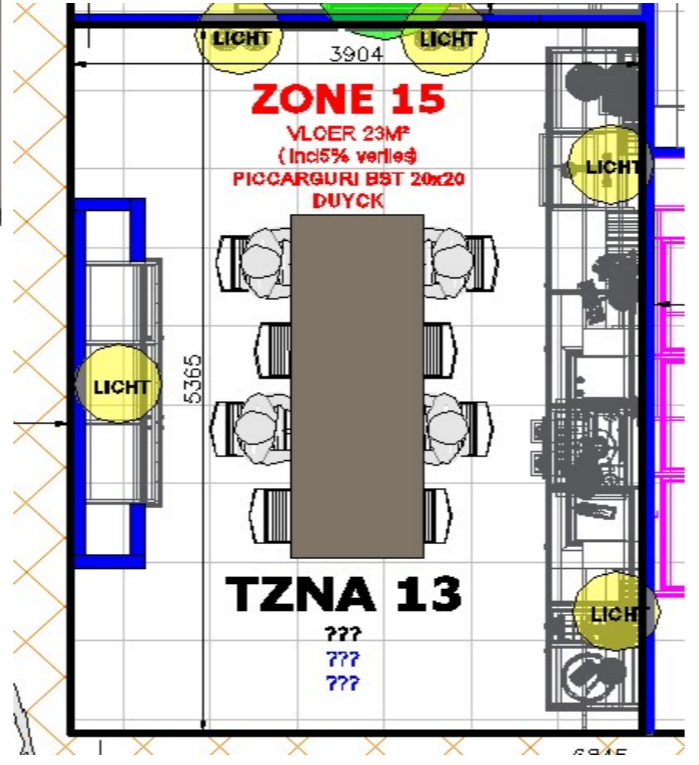 LICHT
LICHT
3904
ZONE 15
VLOER 23M²
(incl5% verlies)
PICCARGURI BST 20x20
DUYCK
LICHT
LICHT
5365
TZNA 13
???
???
???
LICHT